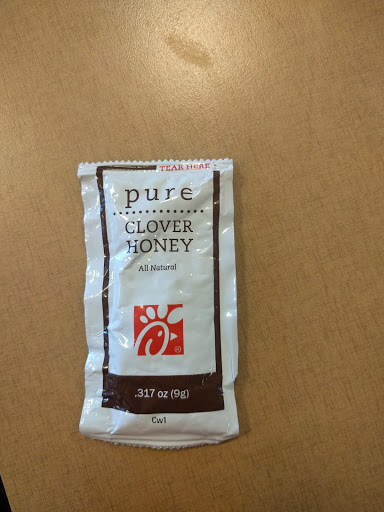 TEAR HERE
pure
CLOVER
HONEY
All Natural
®
.317 oz (9g)
Cw1